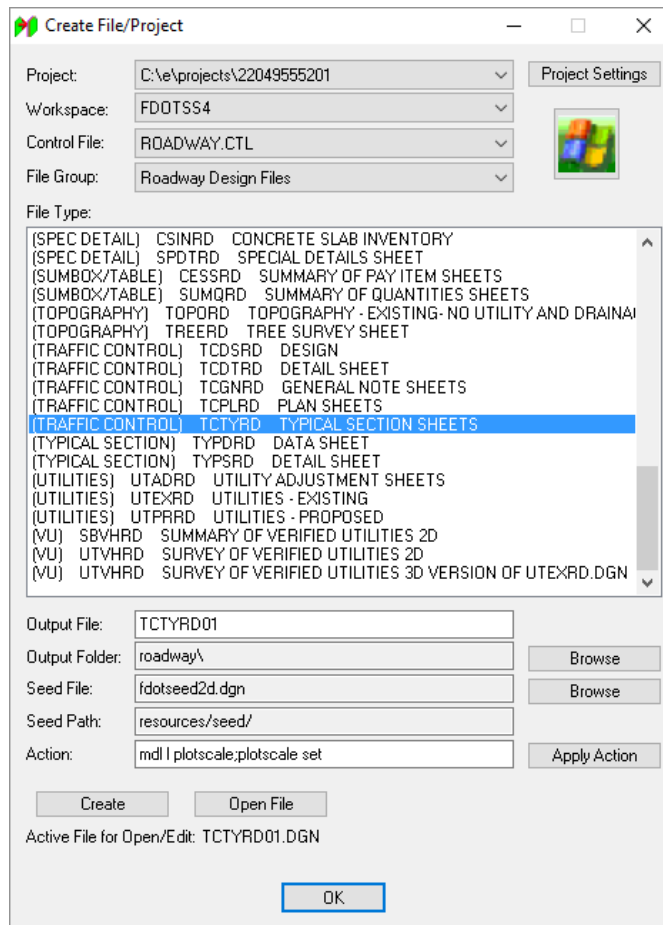 Create File/Project
Project: C:\e\projects\22049555201 Project Settings
Workspace: FDOTSS4
Control File: ROADWAY.CTL
File Group: Roadway Design Files
File Type:
(SPEC DETAIL) CSINRD CONCRETE SLAB INVENTORY
(SPEC DETAIL) SPDTRD SPECIAL DETAILS SHEET
(SUMBOX/TABLE) CESSRD SUMMARY OF PAY ITEM SHEETS
(SUMBOX/TABLE) SUMQRD SUMMARY OF QUANTITIES SHEETS
(TOPOGRAPHY) TOPORD TOPOGRAPHY - EXISTING- NO UTILITY AND DRAINA
(TOPOGRAPHY) TREERD TREE SURVEY SHEET
(TRAFFIC CONTROL) TCDSRD DESIGN
(TRAFFIC CONTROL) TCDTRD DETAIL SHEET
(TRAFFIC CONTROL) TCGNRD GENERAL NOTE SHEETS
(TRAFFIC CONTROL) TCPLRD PLAN SHEETS
(TRAFFIC CONTROL) TCTYRD TYPICAL SECTION SHEETS
(TYPICAL SECTION) TYPDRD DATA SHEET
(TYPICAL SECTION) TYPSRD DETAIL SHEET
(UTILITIES) UTADRD UTILITY ADJUSTMENT SHEETS
(UTILITIES) UTEXRD UTILITIES - EXISTING
(UTILITIES) UTPRRD UTILITIES - PROPOSED
(VU) SBVHRD SUMMARY OF VERIFIED UTILITIES 2D
(VU) UTVHRD SURVEY OF VERIFIED UTILITIES 2D
(VU) UTVHRD SURVEY OF VERIFIED UTILITIES 3D VERSION OF UTEXRD.DGN
Output File: TCTYRD01
Output Folder: roadway\ Browse
Seed File: fdotseed2d.dgn Browse
Seed Path: resources/seed/
Action: mdl l plotscale;plotscale set Apply Action
Create Open File
Active File for Open/Edit: TCTYRD01.DGN
OK